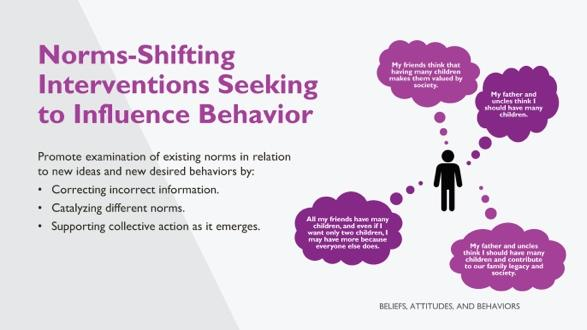 Norms-Shifting
Interventions Seeking
to Influence Behavior
Promote examination of existing norms in relation
to new ideas and new desired behaviors by:
• Correcting incorrect information.
• Catalyzing different norms.
• Supporting collective action as it emerges.
My friends think that
having many children
makes them valued by
society.
My father and
uncles think I
should have many
children.
All my friends have many
children, and even if I
want only two children, I
may have more because
everyone else does.
My father and uncles
think I should have many
children and contribute
to our family legacy and
society.
BELIEFS, ATTITUDES, AND BEHAVIORS